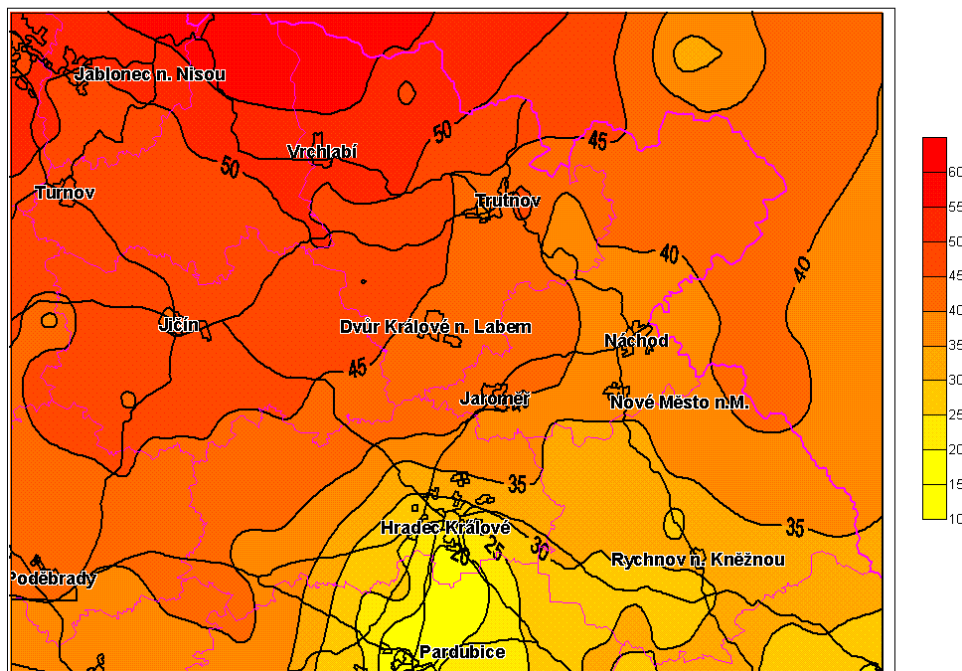 Jablonec n. Nisou
50
45
Vrchlabí
50
Turnov
Trutnov
40
40
Jičín
Dvůr Králové n. Labem
Náchod
45
Jaroměř
Nové Město n.M.
35
35
Hradec Králové
20
25
30
Rychnov n. Kněžnou
Poděbrady
Pardubice
60
55
50
45
40
35
30
25
20
15
10